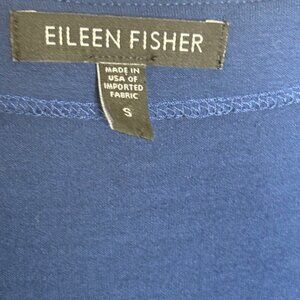 EILEEN FISHER
MADE IN
USA OF
IMPORTED
FABRIC
S